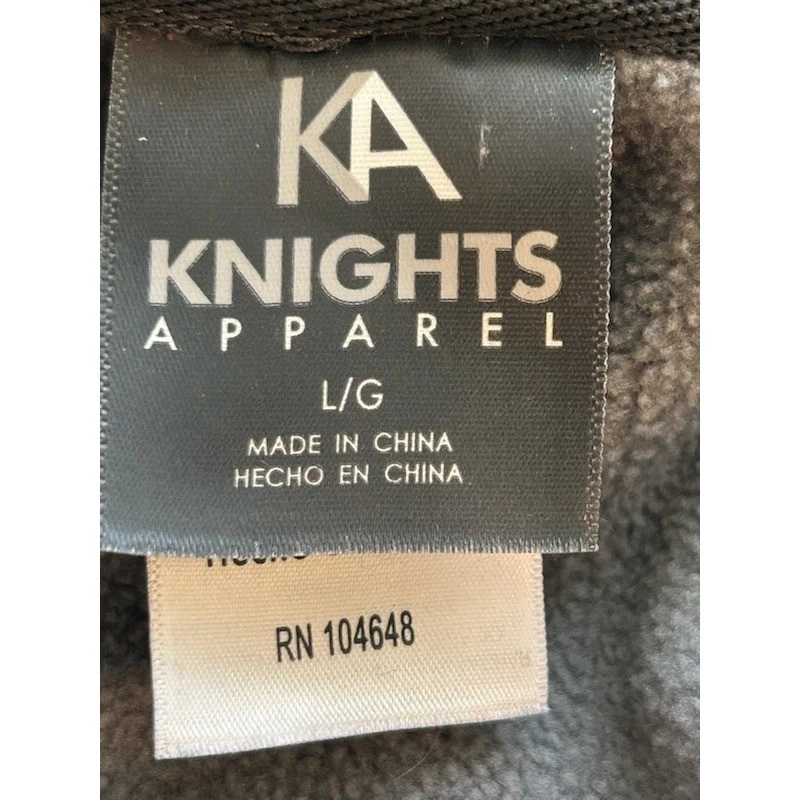 KA
KNIGHTS
APPAREL
L/G
MADE IN CHINA
HECHO EN CHINA
RN 104648